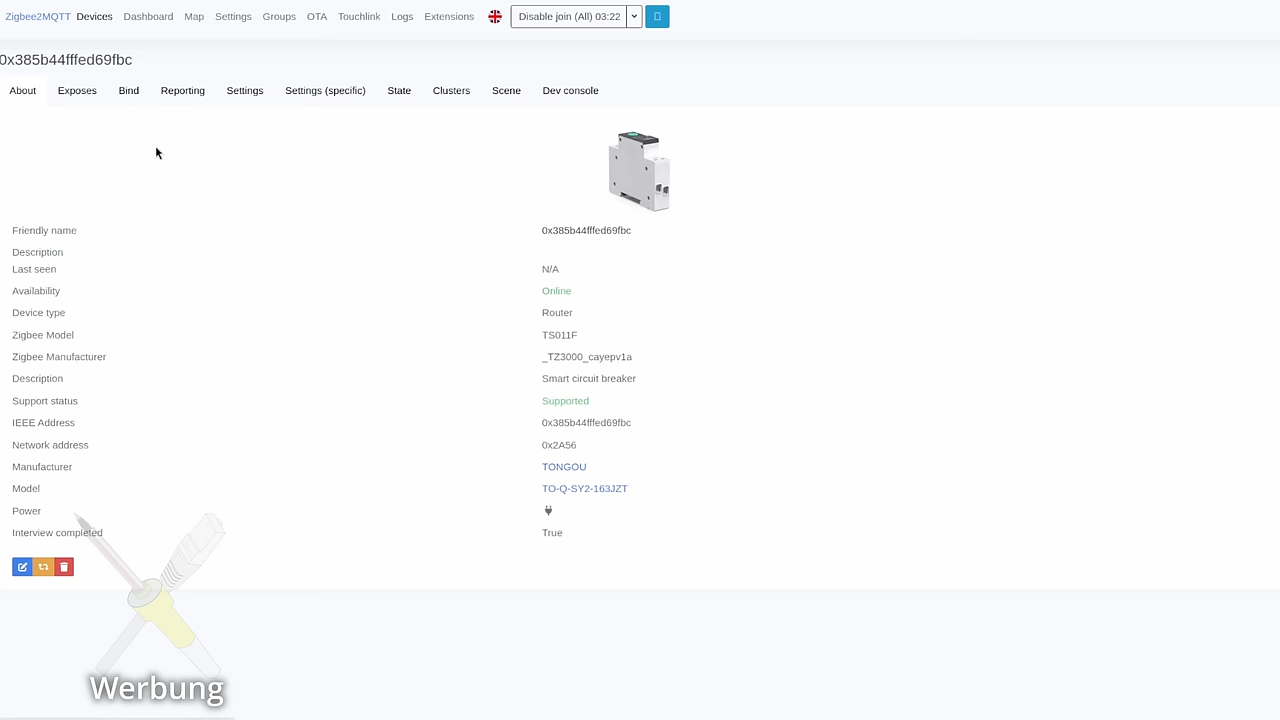 Zigbee2MQTT Devices Dashboard Map Settings Groups OTA Touchlink Logs Extensions Disable join (All) 03:22
0x385b44fffed69fbc
About Exposes Bind Reporting Settings Settings (specific) State Clusters Scene Dev console
Friendly name 0x385b44fffed69fbc
Description
Last seen N/A
Availability Online
Device type Router
Zigbee Model TS011F
Zigbee Manufacturer _TZ3000_cayepv1a
Description Smart circuit breaker
Support status Supported
IEEE Address 0x385b44fffed69fbc
Network address 0x2A56
Manufacturer TONGOU
Model TO-Q-SY2-163JZT
Power
Interview completed True
Werbung